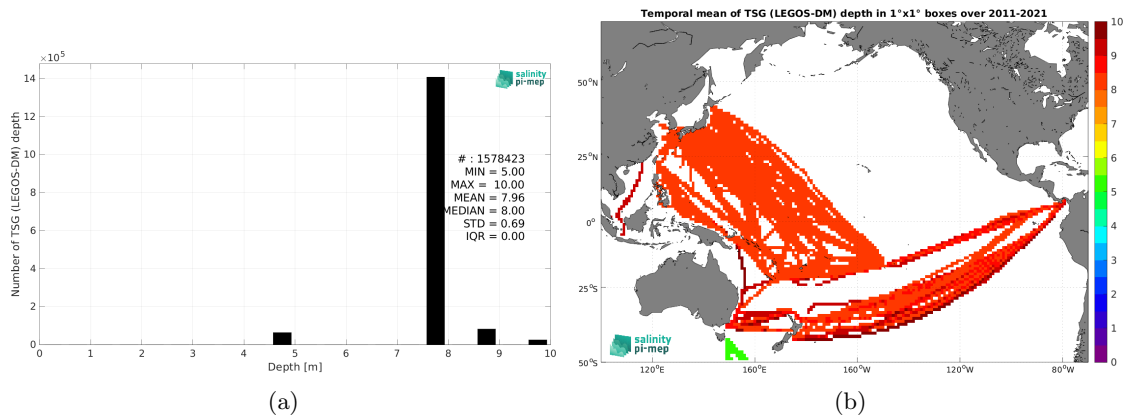 ×10⁵
14
12
10
8
6
4
2
0
Number of TSG (LEGOS-DM) depth
salinity
pi-mep
# : 1578423
MIN = 5.00
MAX = 10.00
MEAN = 7.96
MEDIAN = 8.00
STD = 0.69
IQR = 0.00
0 1 2 3 4 5 6 7 8 9 10
Depth [m]
(a)
Temporal mean of TSG (LEGOS-DM) depth in 1°x1° boxes over 2011-2021
50°N
25°N
0°
25°S
50°S
salinity
pi-mep
120°E 160°E 160°W 120°W 80°W
10
9
8
7
6
5
4
3
2
1
0
(b)